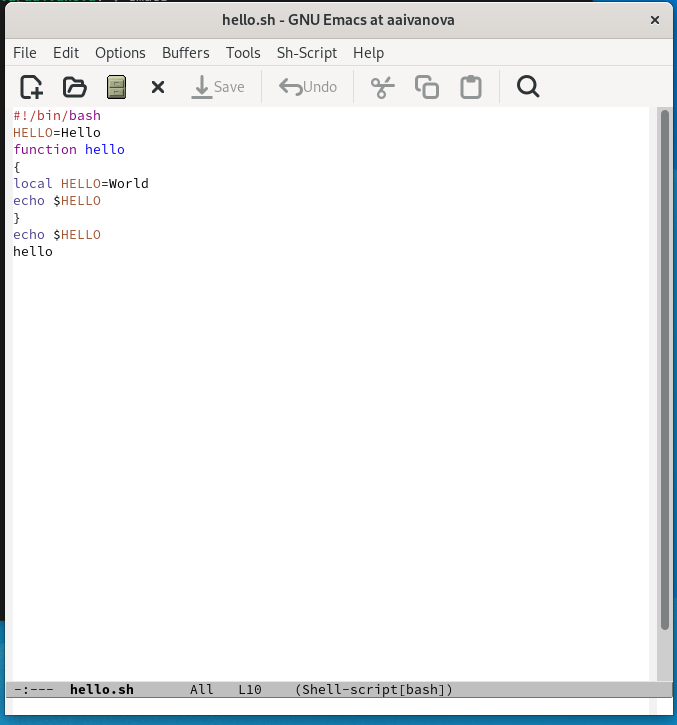 hello.sh - GNU Emacs at aaivanova
File Edit Options Buffers Tools Sh-Script Help
Save Undo
#!/bin/bash
HELLO=Hello
function hello
{
local HELLO=World
echo $HELLO
}
echo $HELLO
hello
-:--- hello.sh All L10 (Shell-script[bash])